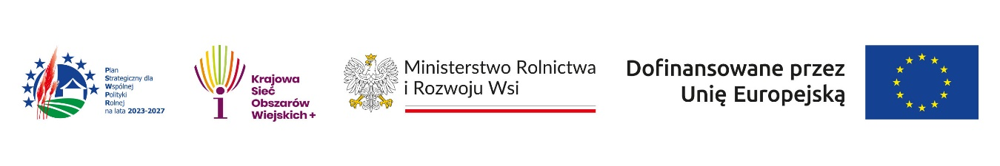 Plan
Strategiczny dla
Wspólnej
Polityki
Rolnej
na lata 2023-2027
Krajowa
Sieć
Obszarów
Wiejskich +
Ministerstwo Rolnictwa
i Rozwoju Wsi
Dofinansowane przez
Unię Europejską